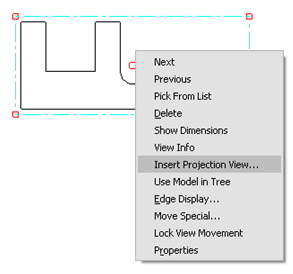 Next
Previous
Pick From List
Delete
Show Dimensions
View Info
Insert Projection View...
Use Model in Tree
Edge Display...
Move Special...
Lock View Movement
Properties